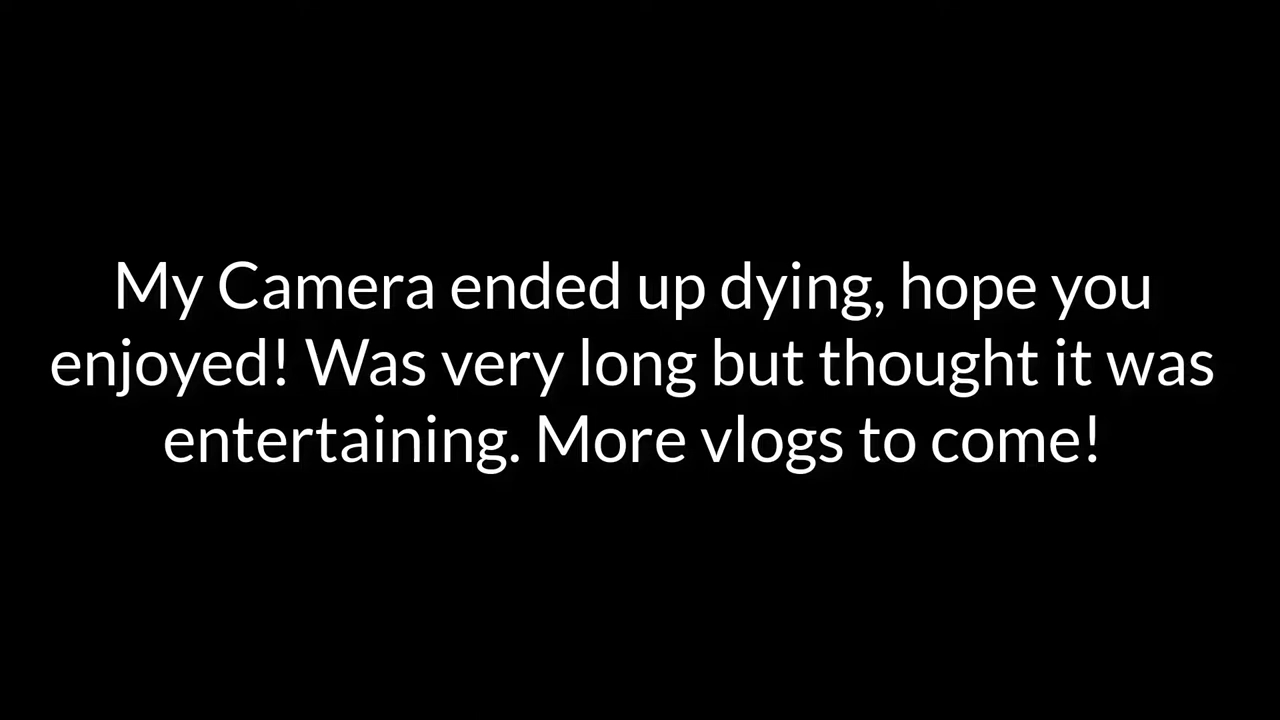 My Camera ended up dying, hope you
enjoyed! Was very long but thought it was
entertaining. More vlogs to come!